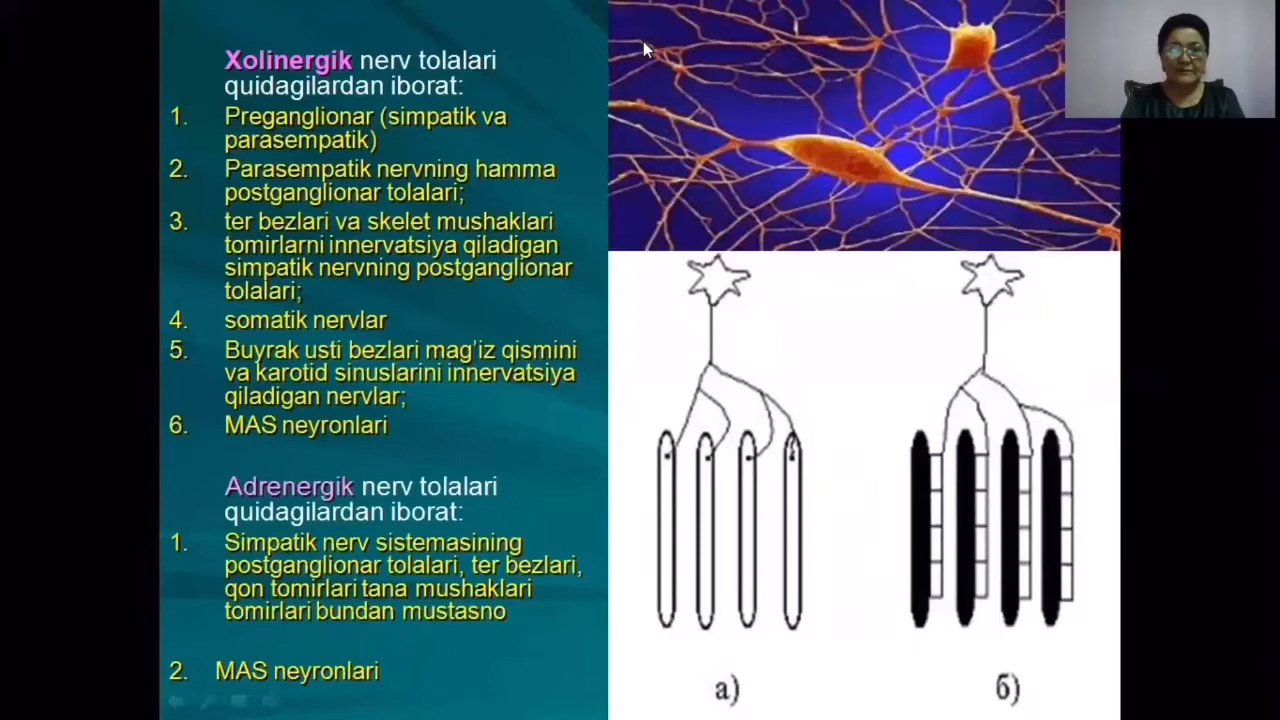 Xolinergik nerv tolalari
quidagilardan iborat:
1. Preganglionar (simpatik va
parasempatik)
2. Parasempatik nervning hamma
postganglionar tolalari;
3. ter bezlari va skelet mushaklari
tomirlarni innervatsiya qiladigan
simpatik nervning postganglionar
tolalari;
4. somatik nervlar
5. Buyrak usti bezlari mag’iz qismini
va karotid sinuslarini innervatsiya
qiladigan nervlar;
6. MAS neyronlari
Adrenergik nerv tolalari
quidagilardan iborat:
1. Simpatik nerv sistemasining
postganglionar tolalari, ter bezlari,
qon tomirlari tana mushaklari
tomirlari bundan mustasno
2. MAS neyronlari
а) б)